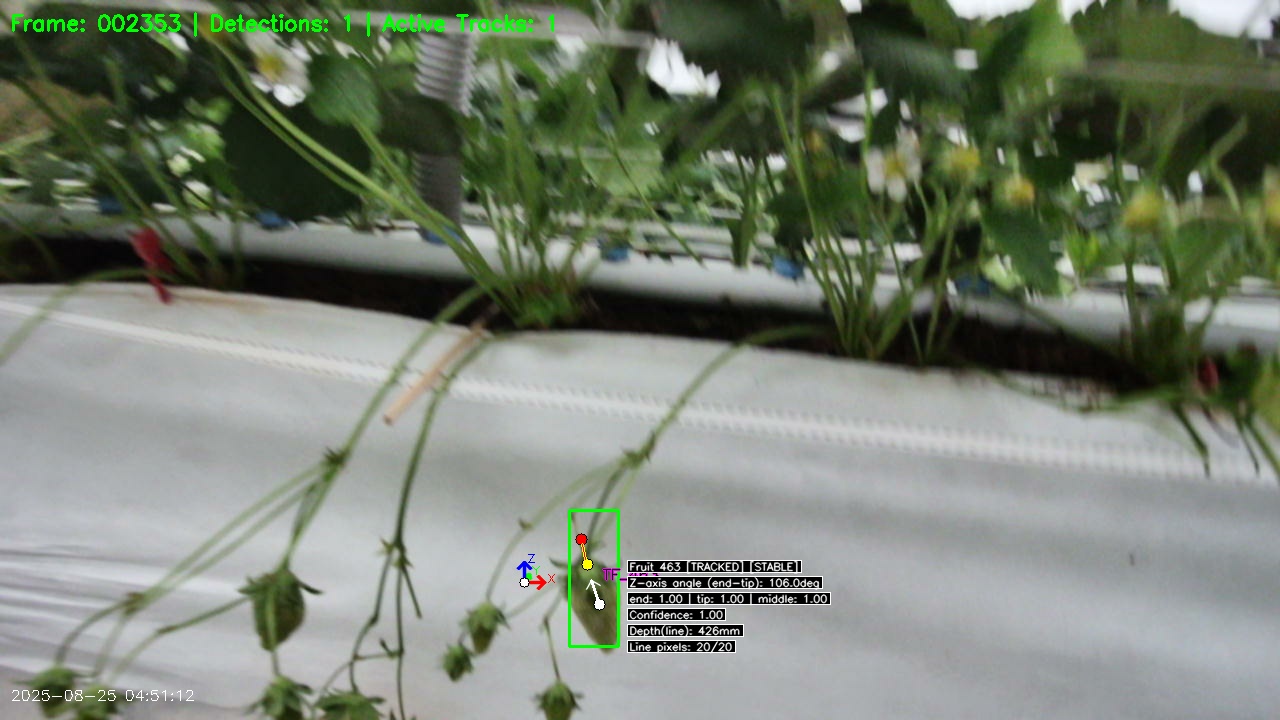 Frame: 002353 | Detections: 1 | Active Tracks: 1
Z
X
Fruit 463 [TRACKED] [STABLE]
Z-axis angle (end-tip): 106.0deg
end: 1.00 | tip: 1.00 | middle: 1.00
Confidence: 1.00
Depth(line): 426mm
Line pixels: 20/20
2025-08-25 04:51:12